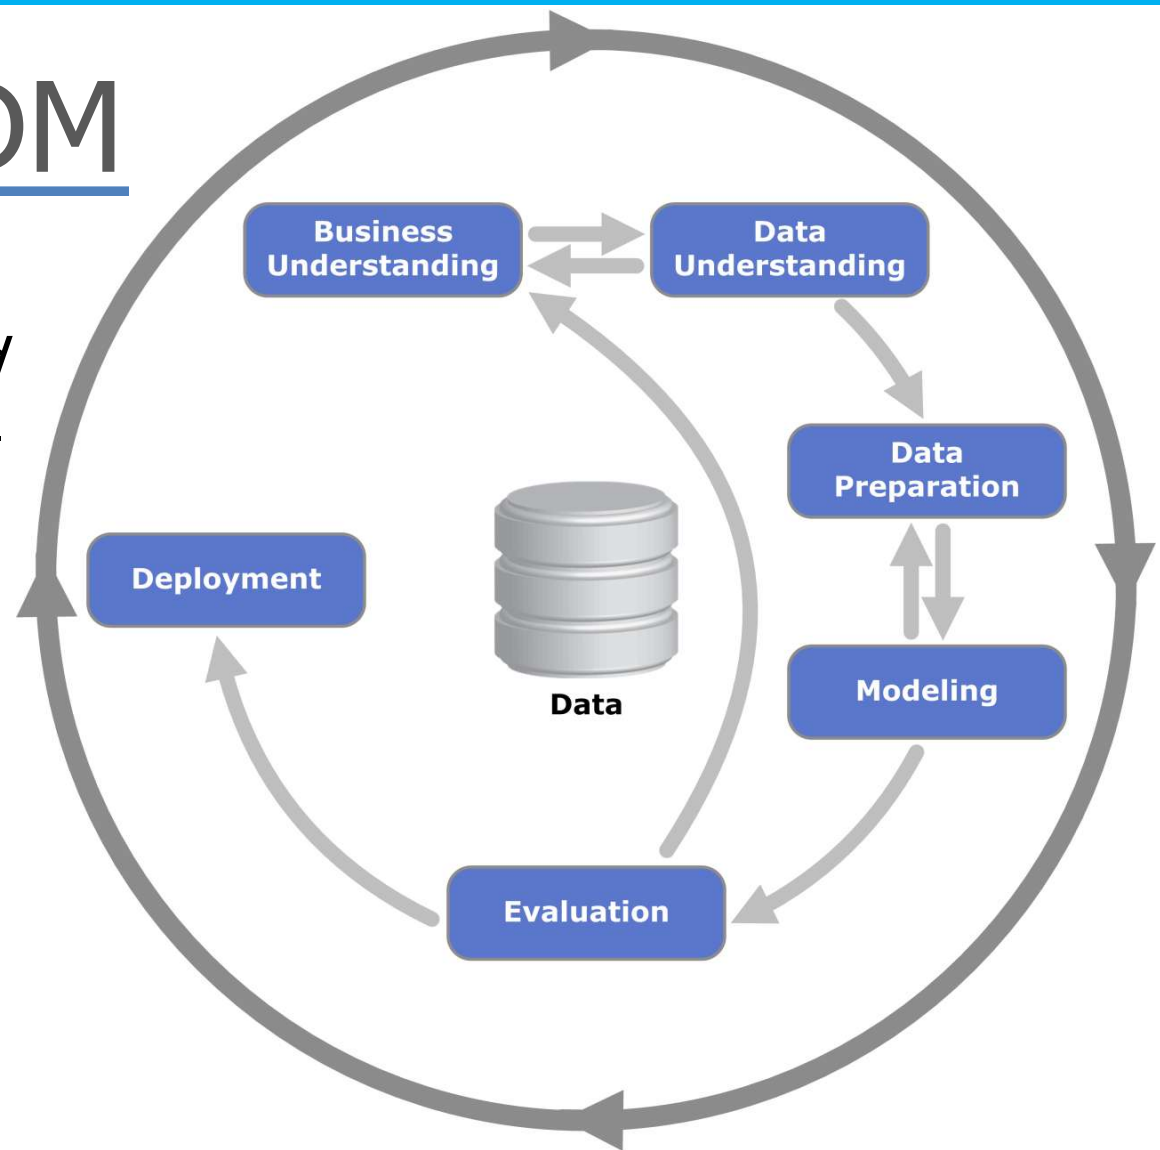 DM
Business
Understanding
Data
Understanding
y
Data
Preparation
Deployment
Modeling
Data
Evaluation